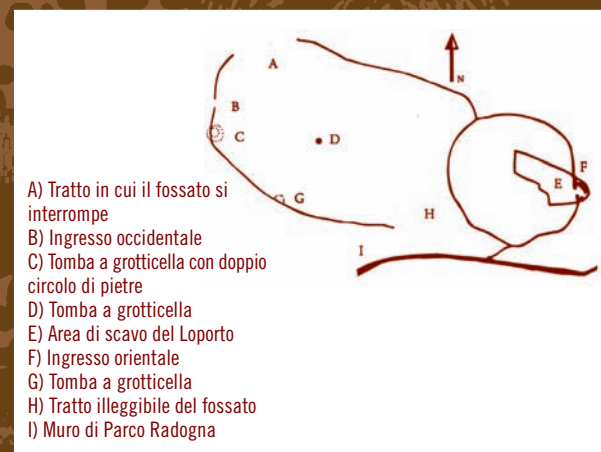 A
N
B
C
D
E
F
G
H
I
A) Tratto in cui il fossato si
interrompe
B) Ingresso occidentale
C) Tomba a grotticella con doppio
circolo di pietre
D) Tomba a grotticella
E) Area di scavo del Loporto
F) Ingresso orientale
G) Tomba a grotticella
H) Tratto illeggibile del fossato
I) Muro di Parco Radogna